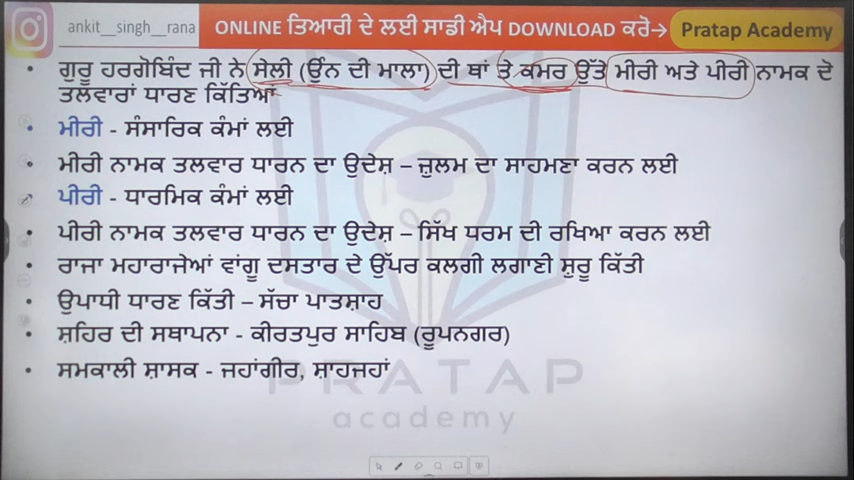 ankit__singh_rana
ONLINE ਤਿਆਰੀ ਦੇ ਲਈ ਸਾਡੀ ਐਪ DOWNLOAD ਕਰੋ→
Pratap Academy
• ਗੁਰੂ ਹਰਗੋਬਿੰਦ ਜੀ ਨੇ ਸੇਲੀ (ਉੱਨ ਦੀ ਮਾਲਾ) ਦੀ ਥਾਂ ਤੇ ਕਮਰ ਉੱਤੇ ਮੀਰੀ ਅਤੇ ਪੀਰੀ ਨਾਮਕ ਦੋ
ਤਲਵਾਰਾਂ ਧਾਰਣ ਕਿੱਤਿਆਂ
• ਮੀਰੀ - ਸੰਸਾਰਿਕ ਕੰਮਾਂ ਲਈ
• ਮੀਰੀ ਨਾਮਕ ਤਲਵਾਰ ਧਾਰਨ ਦਾ ਉਦੇਸ਼ – ਜ਼ੁਲਮ ਦਾ ਸਾਹਮਣਾ ਕਰਨ ਲਈ
• ਪੀਰੀ - ਧਾਰਮਿਕ ਕੰਮਾਂ ਲਈ
• ਪੀਰੀ ਨਾਮਕ ਤਲਵਾਰ ਧਾਰਨ ਦਾ ਉਦੇਸ਼ – ਸਿੱਖ ਧਰਮ ਦੀ ਰਖਿਆ ਕਰਨ ਲਈ
• ਰਾਜਾ ਮਹਾਰਾਜੇਆਂ ਵਾਂਗੂ ਦਸਤਾਰ ਦੇ ਉੱਪਰ ਕਲਗੀ ਲਗਾਣੀ ਸ਼ੁਰੂ ਕਿੱਤੀ
• ਉਪਾਧੀ ਧਾਰਣ ਕਿੱਤੀ – ਸੱਚਾ ਪਾਤਸ਼ਾਹ
• ਸ਼ਹਿਰ ਦੀ ਸਥਾਪਨਾ - ਕੀਰਤਪੁਰ ਸਾਹਿਬ (ਰੂਪਨਗਰ)
• ਸਮਕਾਲੀ ਸ਼ਾਸਕ - ਜਹਾਂਗੀਰ, ਸ਼ਾਹਜਹਾਂ
PRATAP
academy